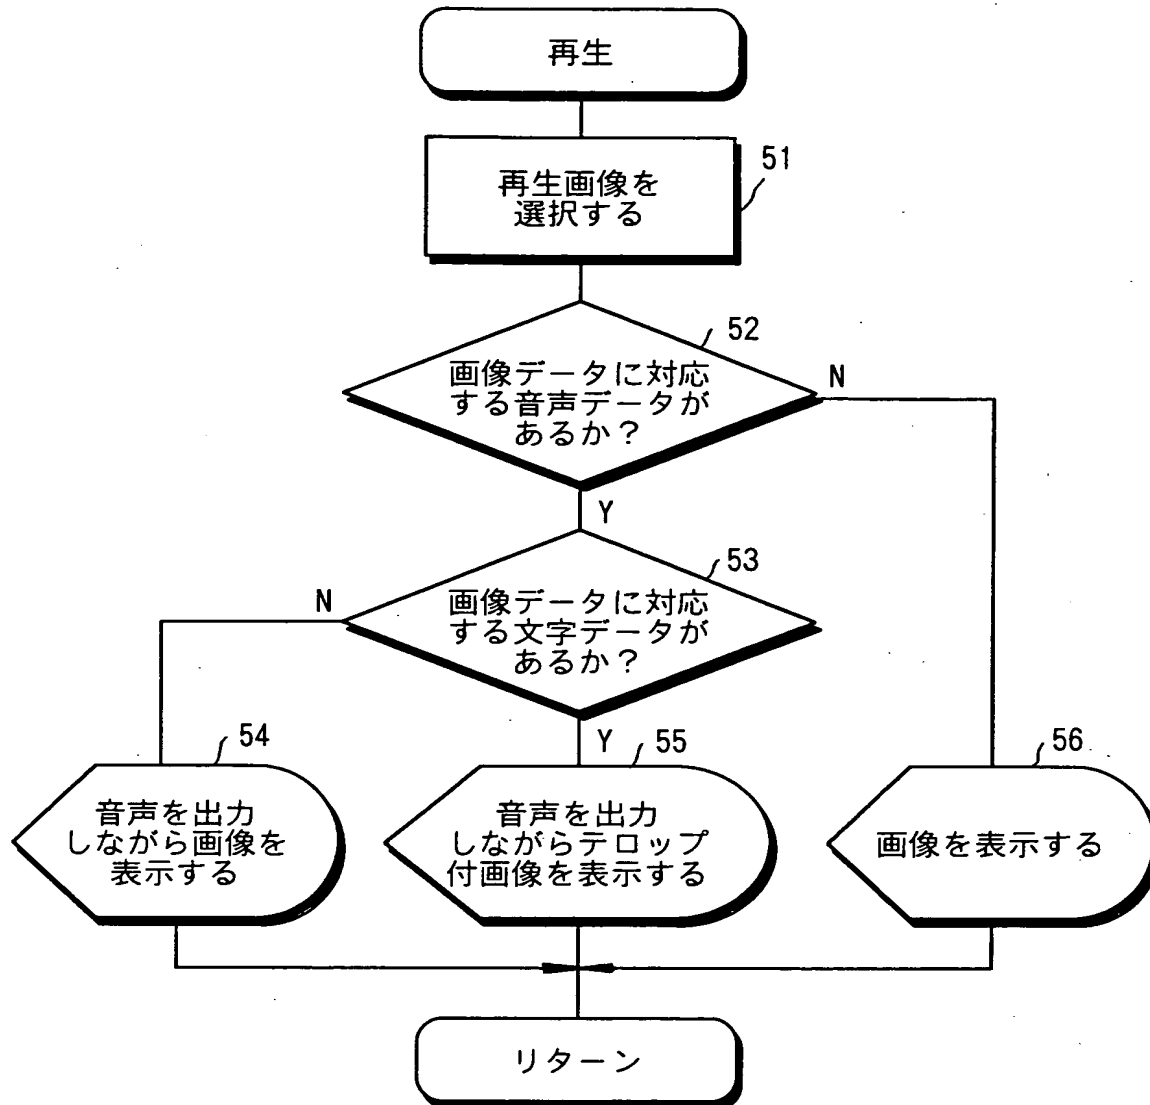 再生
51
再生画像を
選択する
52
画像データに対応
する音声データが
あるか？
N
Y
53
画像データに対応
する文字データが
あるか？
N
Y
54
音声を出力
しながら画像を
表示する
55
音声を出力
しながらテロップ
付画像を表示する
56
画像を表示する
リターン